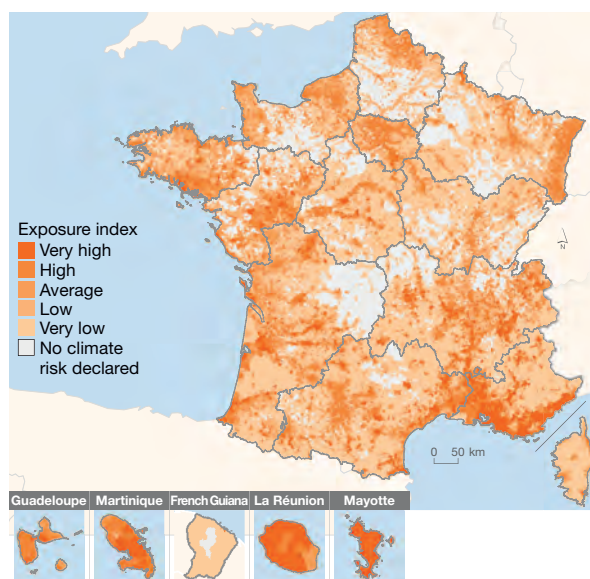 Exposure index
Very high
High
Average
Low
Very low
No climate
risk declared
N
0 50 km
Guadeloupe Martinique French Guiana La Réunion Mayotte